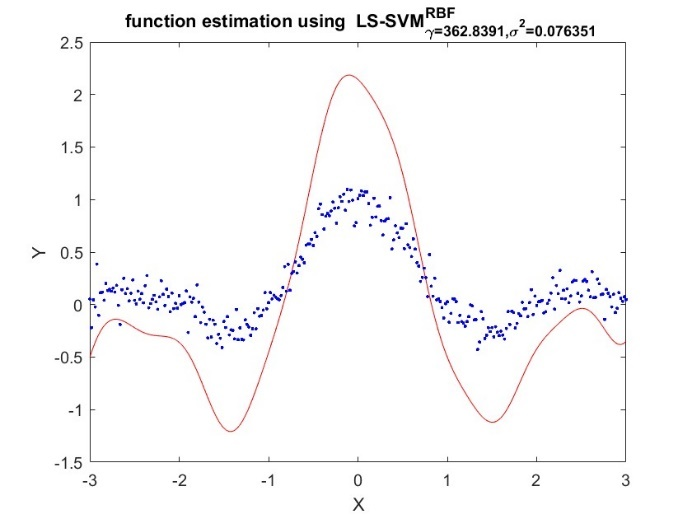 function estimation using LS-SVM^RBF_γ=362.8391,σ²=0.076351
2.5
2
1.5
1
0.5
0
-0.5
-1
-1.5
Y
-3 -2 -1 0 1 2 3
X